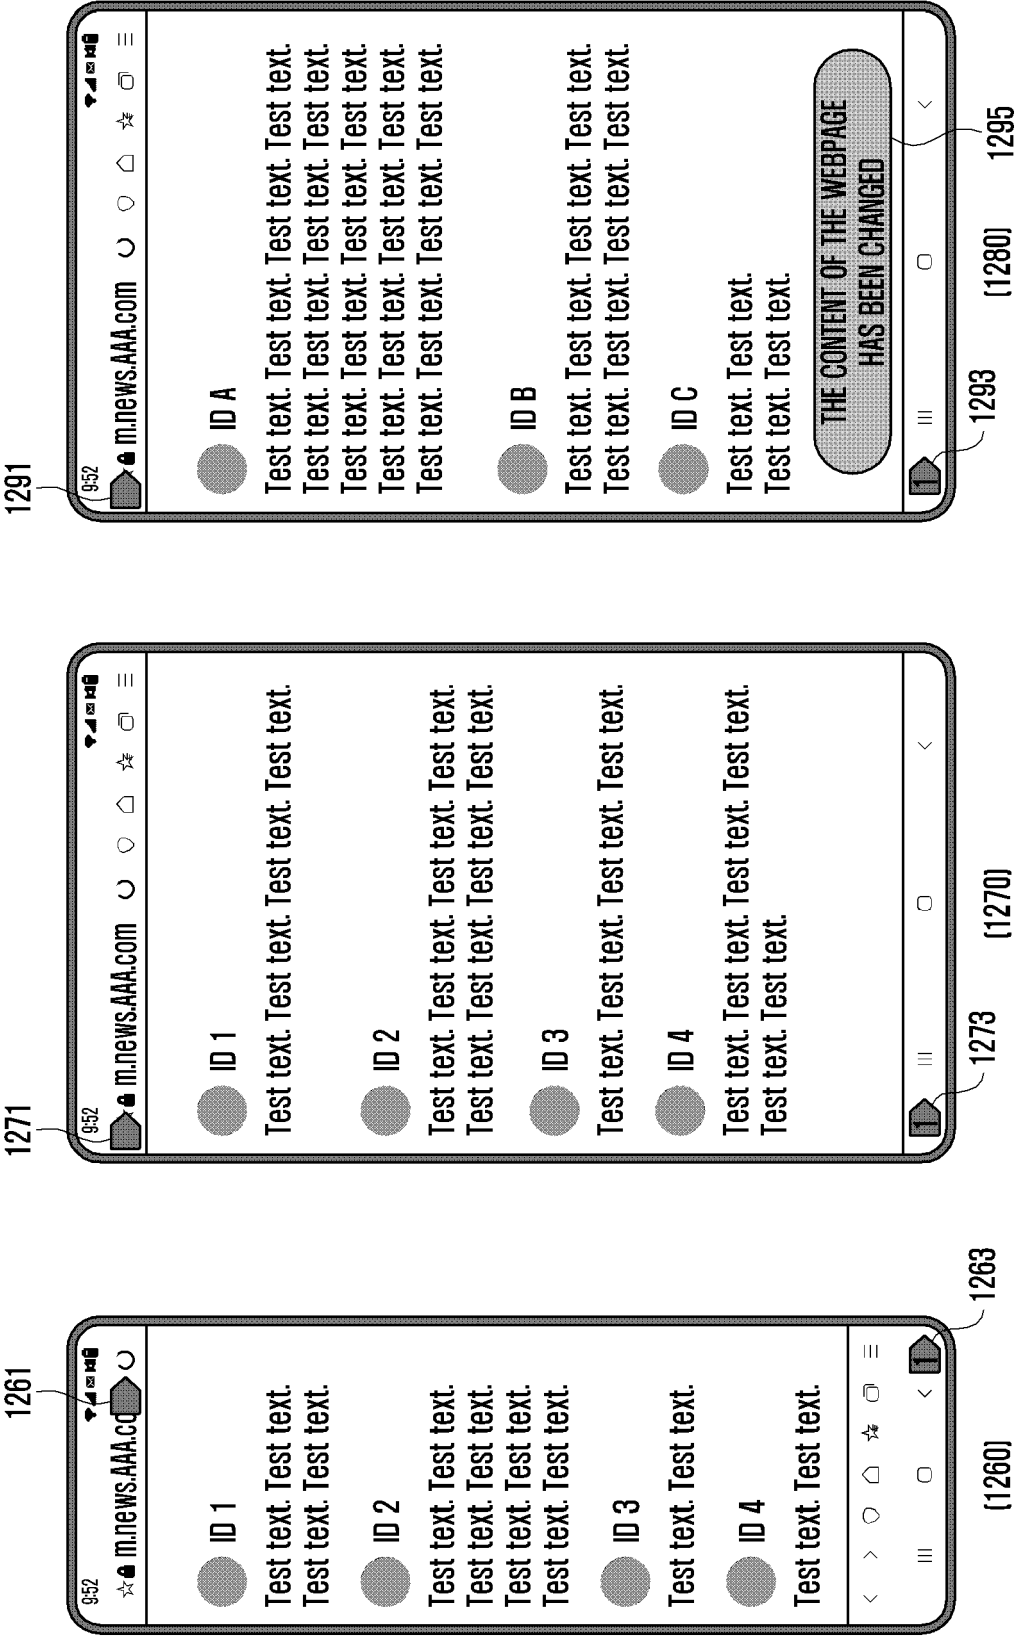 1261
9:52
m.news.AAA.co
ID 1
Test text. Test text.
Test text. Test text.
ID 2
Test text. Test text.
Test text. Test text.
Test text. Test text.
Test text. Test text.
ID 3
Test text. Test text.
ID 4
Test text. Test text.
1
1263
(1260)
1271
9:52
m.news.AAA.com
ID 1
Test text. Test text. Test text. Test text.
ID 2
Test text. Test text. Test text. Test text.
Test text. Test text. Test text. Test text.
ID 3
Test text. Test text. Test text. Test text.
ID 4
Test text. Test text. Test text. Test text.
Test text. Test text.
1
1273
(1270)
1291
9:52
m.news.AAA.com
ID A
Test text. Test text. Test text. Test text.
Test text. Test text. Test text. Test text.
Test text. Test text. Test text. Test text.
Test text. Test text. Test text. Test text.
Test text. Test text. Test text. Test text.
ID B
Test text. Test text. Test text. Test text.
Test text. Test text. Test text. Test text.
ID C
Test text. Test text.
Test text. Test text.
THE CONTENT OF THE WEBPAGE
HAS BEEN CHANGED
1
1293
1295
(1280)